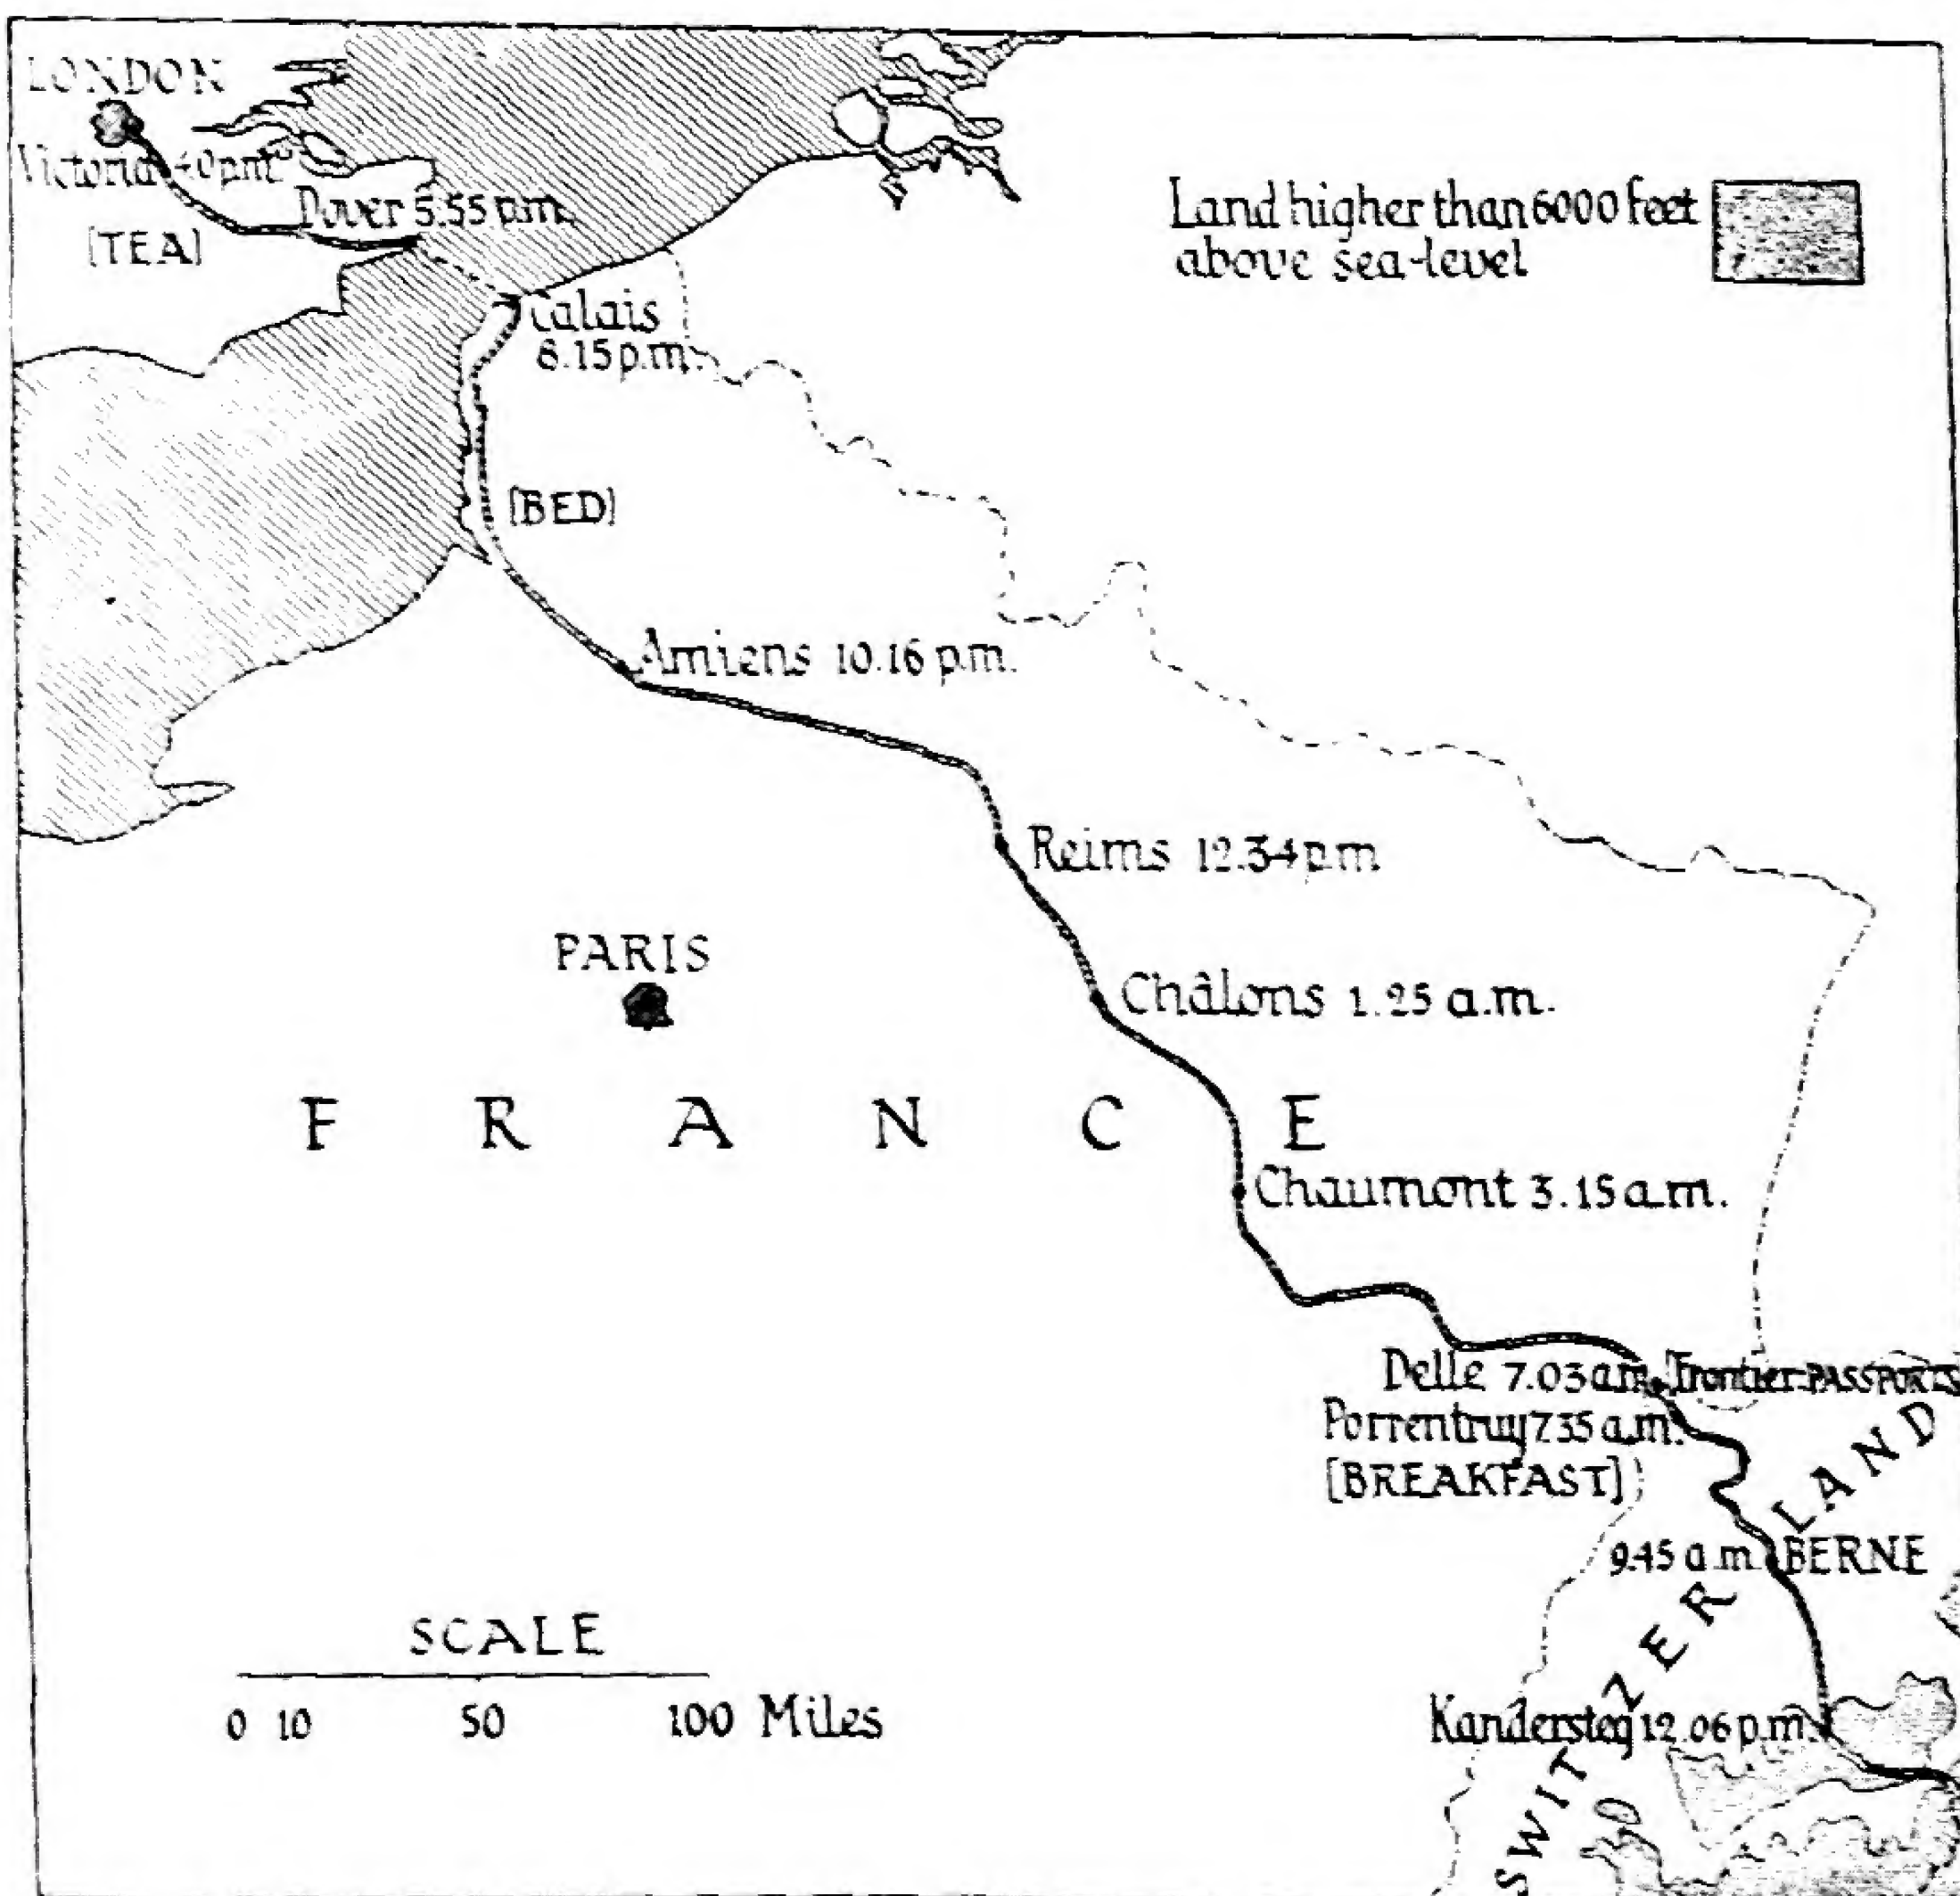 LONDON
Victoria 4.0 p.m.
Dover 5.55 p.m.
[TEA]
Land higher than 6000 feet
above sea-level
Calais
8.15 p.m.
[BED]
Amiens 10.16 p.m.
Reims 12.34 p.m
PARIS
Châlons 1.25 a.m.
FRANCE
Chaumont 3.15 a.m.
Delle 7.03 a.m. [Frontier-PASSPORTS
Porrentruy 7.35 a.m.
[BREAKFAST]
SWITZERLAND
9.45 a.m. BERNE
SCALE
0 10 50 100 Miles
Kandersteg 12.06 p.m.